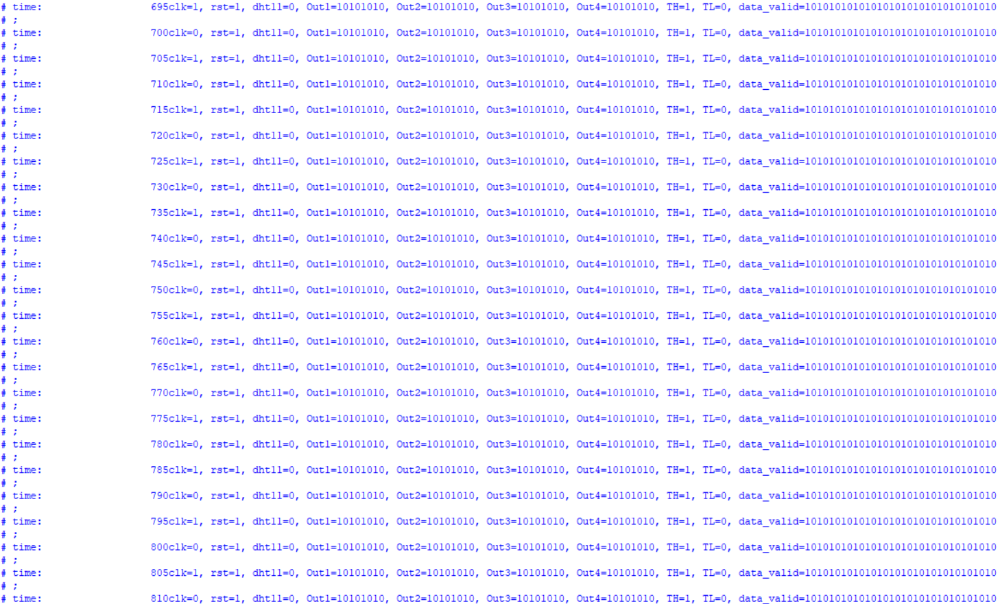 # time:                  695clk=1, rst=1, dht11=0, Out1=10101010, Out2=10101010, Out3=10101010, Out4=10101010, TH=1, TL=0, data_valid=10101010101010101010101010101010
# ;
# time:                  700clk=0, rst=1, dht11=0, Out1=10101010, Out2=10101010, Out3=10101010, Out4=10101010, TH=1, TL=0, data_valid=10101010101010101010101010101010
# ;
# time:                  705clk=1, rst=1, dht11=0, Out1=10101010, Out2=10101010, Out3=10101010, Out4=10101010, TH=1, TL=0, data_valid=10101010101010101010101010101010
# ;
# time:                  710clk=0, rst=1, dht11=0, Out1=10101010, Out2=10101010, Out3=10101010, Out4=10101010, TH=1, TL=0, data_valid=10101010101010101010101010101010
# ;
# time:                  715clk=1, rst=1, dht11=0, Out1=10101010, Out2=10101010, Out3=10101010, Out4=10101010, TH=1, TL=0, data_valid=10101010101010101010101010101010
# ;
# time:                  720clk=0, rst=1, dht11=0, Out1=10101010, Out2=10101010, Out3=10101010, Out4=10101010, TH=1, TL=0, data_valid=10101010101010101010101010101010
# ;
# time:                  725clk=1, rst=1, dht11=0, Out1=10101010, Out2=10101010, Out3=10101010, Out4=10101010, TH=1, TL=0, data_valid=10101010101010101010101010101010
# ;
# time:                  730clk=0, rst=1, dht11=0, Out1=10101010, Out2=10101010, Out3=10101010, Out4=10101010, TH=1, TL=0, data_valid=10101010101010101010101010101010
# ;
# time:                  735clk=1, rst=1, dht11=0, Out1=10101010, Out2=10101010, Out3=10101010, Out4=10101010, TH=1, TL=0, data_valid=10101010101010101010101010101010
# ;
# time:                  740clk=0, rst=1, dht11=0, Out1=10101010, Out2=10101010, Out3=10101010, Out4=10101010, TH=1, TL=0, data_valid=10101010101010101010101010101010
# ;
# time:                  745clk=1, rst=1, dht11=0, Out1=10101010, Out2=10101010, Out3=10101010, Out4=10101010, TH=1, TL=0, data_valid=10101010101010101010101010101010
# ;
# time:                  750clk=0, rst=1, dht11=0, Out1=10101010, Out2=10101010, Out3=10101010, Out4=10101010, TH=1, TL=0, data_valid=10101010101010101010101010101010
# ;
# time:                  755clk=1, rst=1, dht11=0, Out1=10101010, Out2=10101010, Out3=10101010, Out4=10101010, TH=1, TL=0, data_valid=10101010101010101010101010101010
# ;
# time:                  760clk=0, rst=1, dht11=0, Out1=10101010, Out2=10101010, Out3=10101010, Out4=10101010, TH=1, TL=0, data_valid=10101010101010101010101010101010
# ;
# time:                  765clk=1, rst=1, dht11=0, Out1=10101010, Out2=10101010, Out3=10101010, Out4=10101010, TH=1, TL=0, data_valid=10101010101010101010101010101010
# ;
# time:                  770clk=0, rst=1, dht11=0, Out1=10101010, Out2=10101010, Out3=10101010, Out4=10101010, TH=1, TL=0, data_valid=10101010101010101010101010101010
# ;
# time:                  775clk=1, rst=1, dht11=0, Out1=10101010, Out2=10101010, Out3=10101010, Out4=10101010, TH=1, TL=0, data_valid=10101010101010101010101010101010
# ;
# time:                  780clk=0, rst=1, dht11=0, Out1=10101010, Out2=10101010, Out3=10101010, Out4=10101010, TH=1, TL=0, data_valid=10101010101010101010101010101010
# ;
# time:                  785clk=1, rst=1, dht11=0, Out1=10101010, Out2=10101010, Out3=10101010, Out4=10101010, TH=1, TL=0, data_valid=10101010101010101010101010101010
# ;
# time:                  790clk=0, rst=1, dht11=0, Out1=10101010, Out2=10101010, Out3=10101010, Out4=10101010, TH=1, TL=0, data_valid=10101010101010101010101010101010
# ;
# time:                  795clk=1, rst=1, dht11=0, Out1=10101010, Out2=10101010, Out3=10101010, Out4=10101010, TH=1, TL=0, data_valid=10101010101010101010101010101010
# ;
# time:                  800clk=0, rst=1, dht11=0, Out1=10101010, Out2=10101010, Out3=10101010, Out4=10101010, TH=1, TL=0, data_valid=10101010101010101010101010101010
# ;
# time:                  805clk=1, rst=1, dht11=0, Out1=10101010, Out2=10101010, Out3=10101010, Out4=10101010, TH=1, TL=0, data_valid=10101010101010101010101010101010
# ;
# time:                  810clk=0, rst=1, dht11=0, Out1=10101010, Out2=10101010, Out3=10101010, Out4=10101010, TH=1, TL=0, data_valid=10101010101010101010101010101010